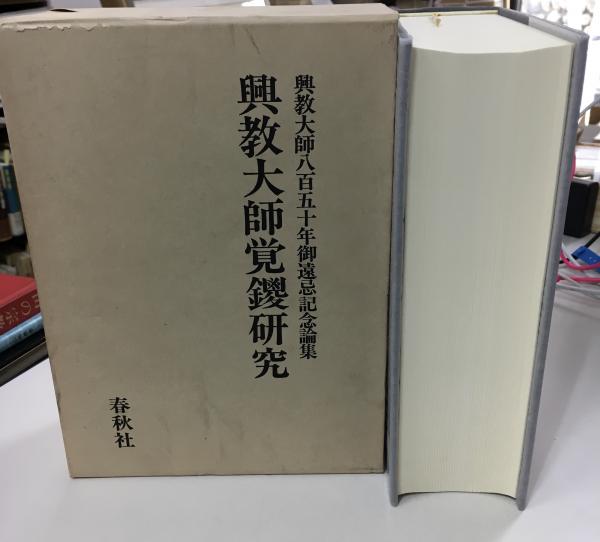 興教大師八百五十年御遠忌記念論集
興教大師覚鑁研究
春秋社